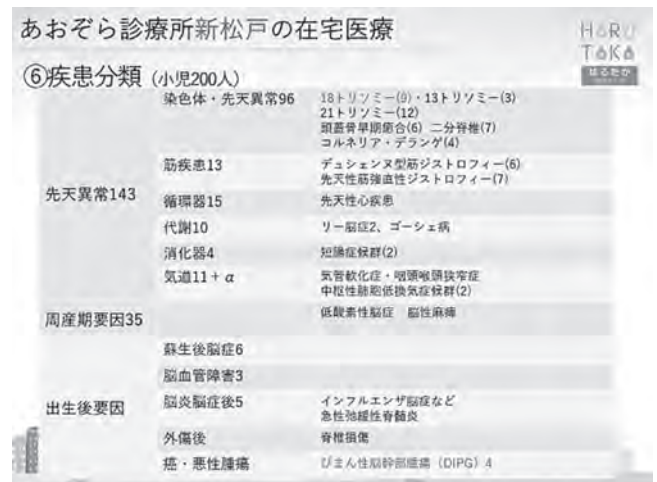 あおぞら診療所新松戸の在宅医療
HARU
TAKA
はるたか
⑥疾患分類 (小児200人)
染色体・先天異常96 18トリソミー(9)・13トリソミー(3)
21トリソミー(12)
頭蓋骨早期癒合(6) 二分脊椎(7)
コルネリア・デランゲ(4)
筋疾患13 デュシェンヌ型筋ジストロフィー(6)
先天性筋強直性ジストロフィー(7)
先天異常143
循環器15 先天性心疾患
代謝10 リー脳症2、ゴーシェ病
消化器4 短腸症候群(2)
気道11+α 気管軟化症・咽頭喉頭狭窄症
中枢性肺胞低換気症候群(2)
周産期要因35 低酸素性脳症 脳性麻痺
蘇生後脳症6
脳血管障害3
出生後要因
脳炎脳症後5 インフルエンザ脳症など
急性弛緩性脊髄炎
外傷後 脊椎損傷
癌・悪性腫瘍 びまん性脳幹部腫瘍 (DIPG) 4